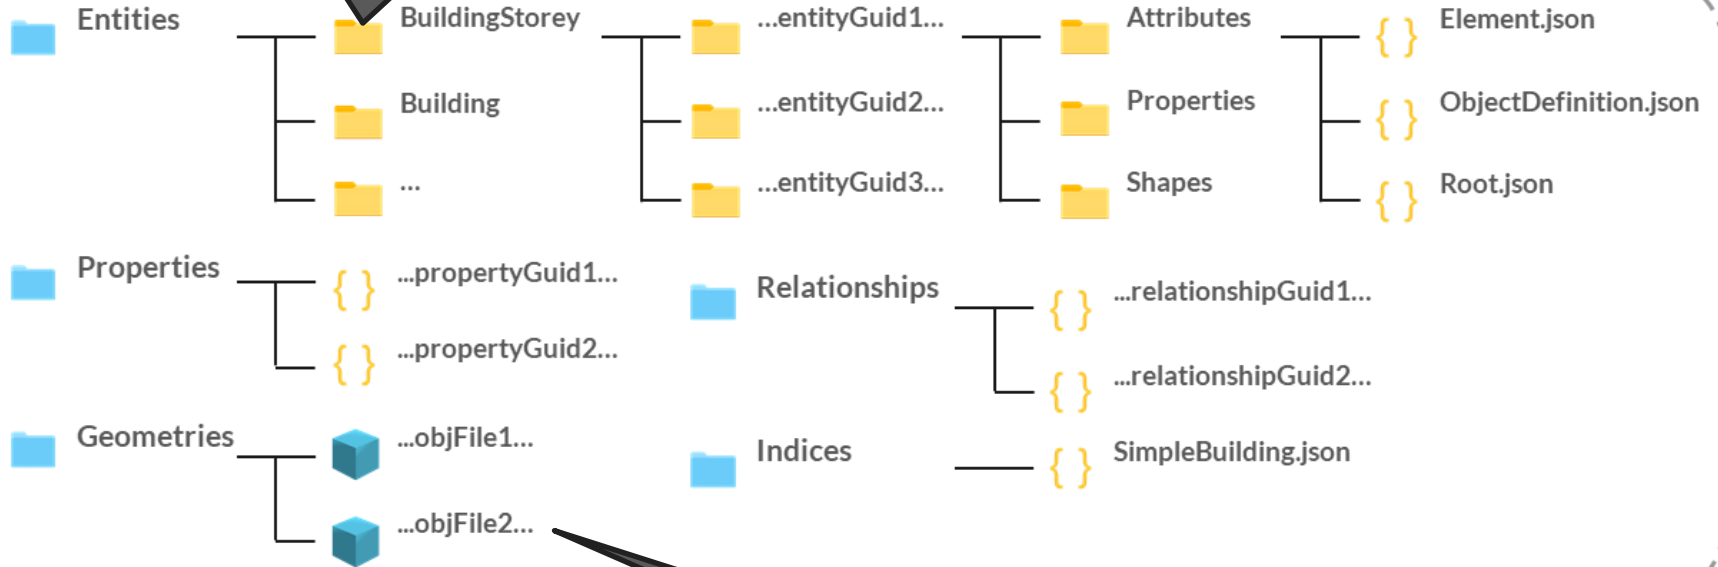 Entities
BuildingStorey
...entityGuid1...
Attributes
Element.json
Building
...entityGuid2...
Properties
ObjectDefinition.json
...
...entityGuid3...
Shapes
Root.json
Properties
...propertyGuid1...
...propertyGuid2...
Relationships
...relationshipGuid1...
...relationshipGuid2...
Geometries
...objFile1...
...objFile2...
Indices
SimpleBuilding.json